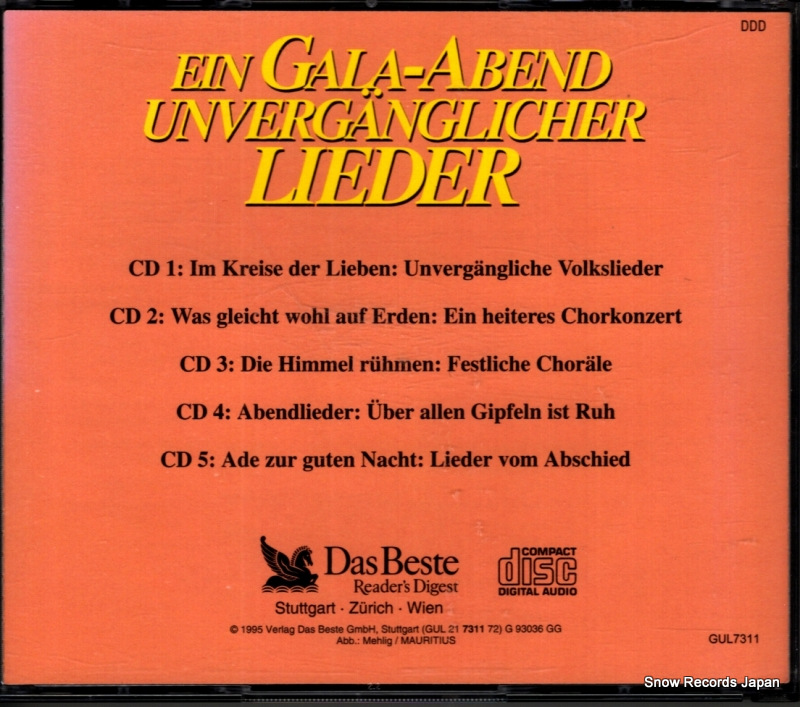 DDD
EIN GALA-ABEND
UNVERGÄNGLICHER
LIEDER
CD 1: Im Kreise der Lieben: Unvergängliche Volkslieder
CD 2: Was gleicht wohl auf Erden: Ein heiteres Chorkonzert
CD 3: Die Himmel rühmen: Festliche Choräle
CD 4: Abendlieder: Über allen Gipfeln ist Ruh
CD 5: Ade zur guten Nacht: Lieder vom Abschied
Das Beste
Reader's Digest
Stuttgart · Zürich · Wien
COMPACT
disc
DIGITAL AUDIO
© 1995 Verlag Das Beste GmbH, Stuttgart (GUL 21 7311 72) G 93036 GG
Abb.: Mehlig / MAURITIUS
GUL7311
Snow Records Japan